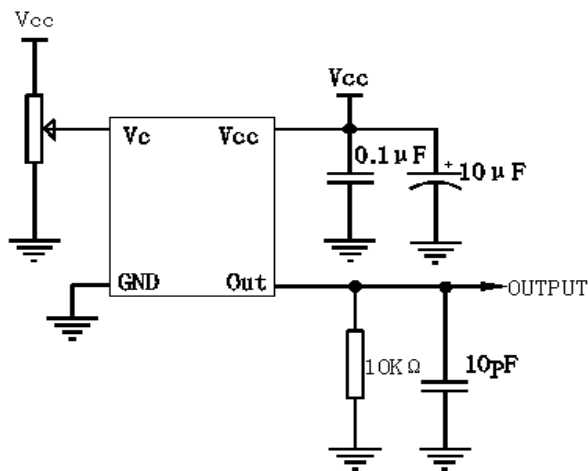 Vcc
Vcc
Vc
Vcc
0.1μF
10μF
+
GND
Out
OUTPUT
10KΩ
10pF